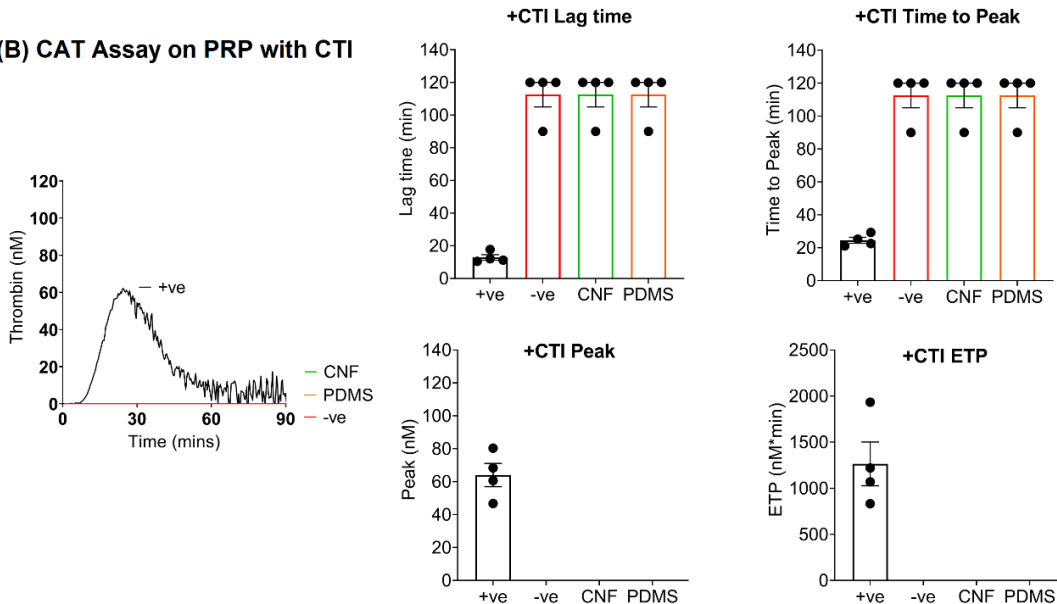 (B) CAT Assay on PRP with CTI
120
100
80
60
40
20
0
Thrombin (nM)
0 30 60 90
Time (mins)
+ve
CNF
PDMS
-ve
+CTI Lag time
140
120
100
80
60
40
20
0
Lag time (min)
+ve -ve CNF PDMS
+CTI Time to Peak
140
120
100
80
60
40
20
0
Time to Peak (min)
+ve -ve CNF PDMS
+CTI Peak
140
120
100
80
60
40
20
0
Peak (nM)
+ve -ve CNF PDMS
+CTI ETP
2500
2000
1500
1000
500
0
ETP (nM*min)
+ve -ve CNF PDMS